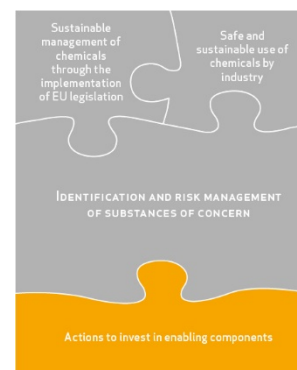 Sustainable
management of
chemicals
through the
implementation
of EU legislation
Safe and
sustainable use of
chemicals by
industry
IDENTIFICATION AND RISK MANAGEMENT
OF SUBSTANCES OF CONCERN
Actions to invest in enabling components